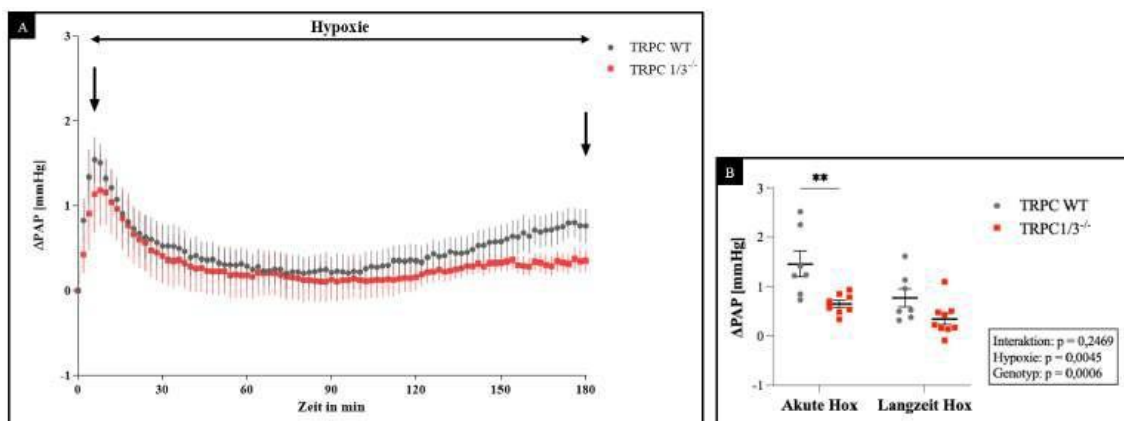 A
Hypoxie
TRPC WT
TRPC 1/3-/-
3
2
1
0
-1
ΔPAP [mmHg]
0 30 60 90 120 150 180
Zeit in min
B
**
TRPC WT
TRPC1/3-/-
3
2
1
0
-1
ΔPAP [mmHg]
Akute Hox Langzeit Hox
Interaktion: p = 0,2469
Hypoxie: p = 0,0045
Genotyp: p = 0,0006